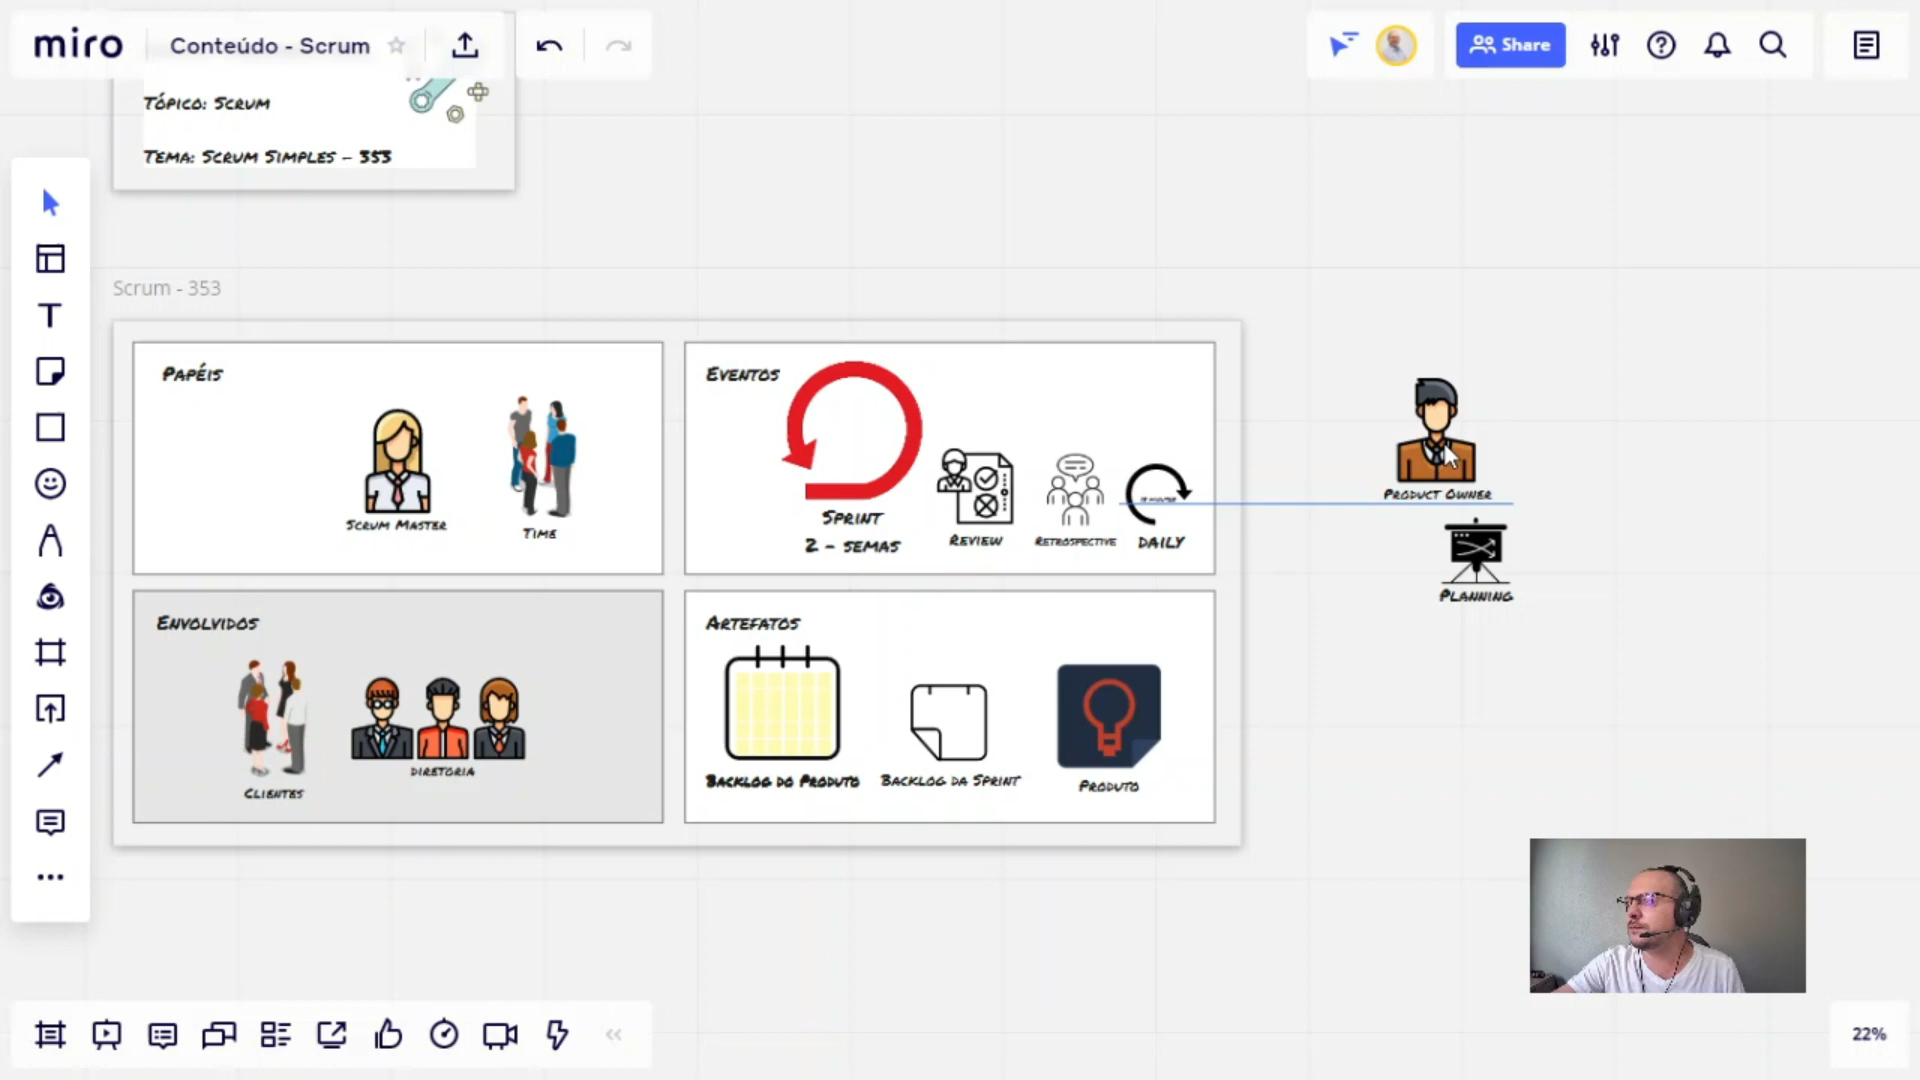 miro
Conteúdo - Scrum
Share
Tópico: Scrum
Tema: Scrum Simples - 353
Scrum - 353
Papéis
Scrum Master
Time
Eventos
Sprint
2 - semas
Review
Retrospective
Daily
Product Owner
Planning
Envolvidos
Clientes
Diretoria
Artefatos
Backlog do Produto
Backlog da Sprint
Produto
22%